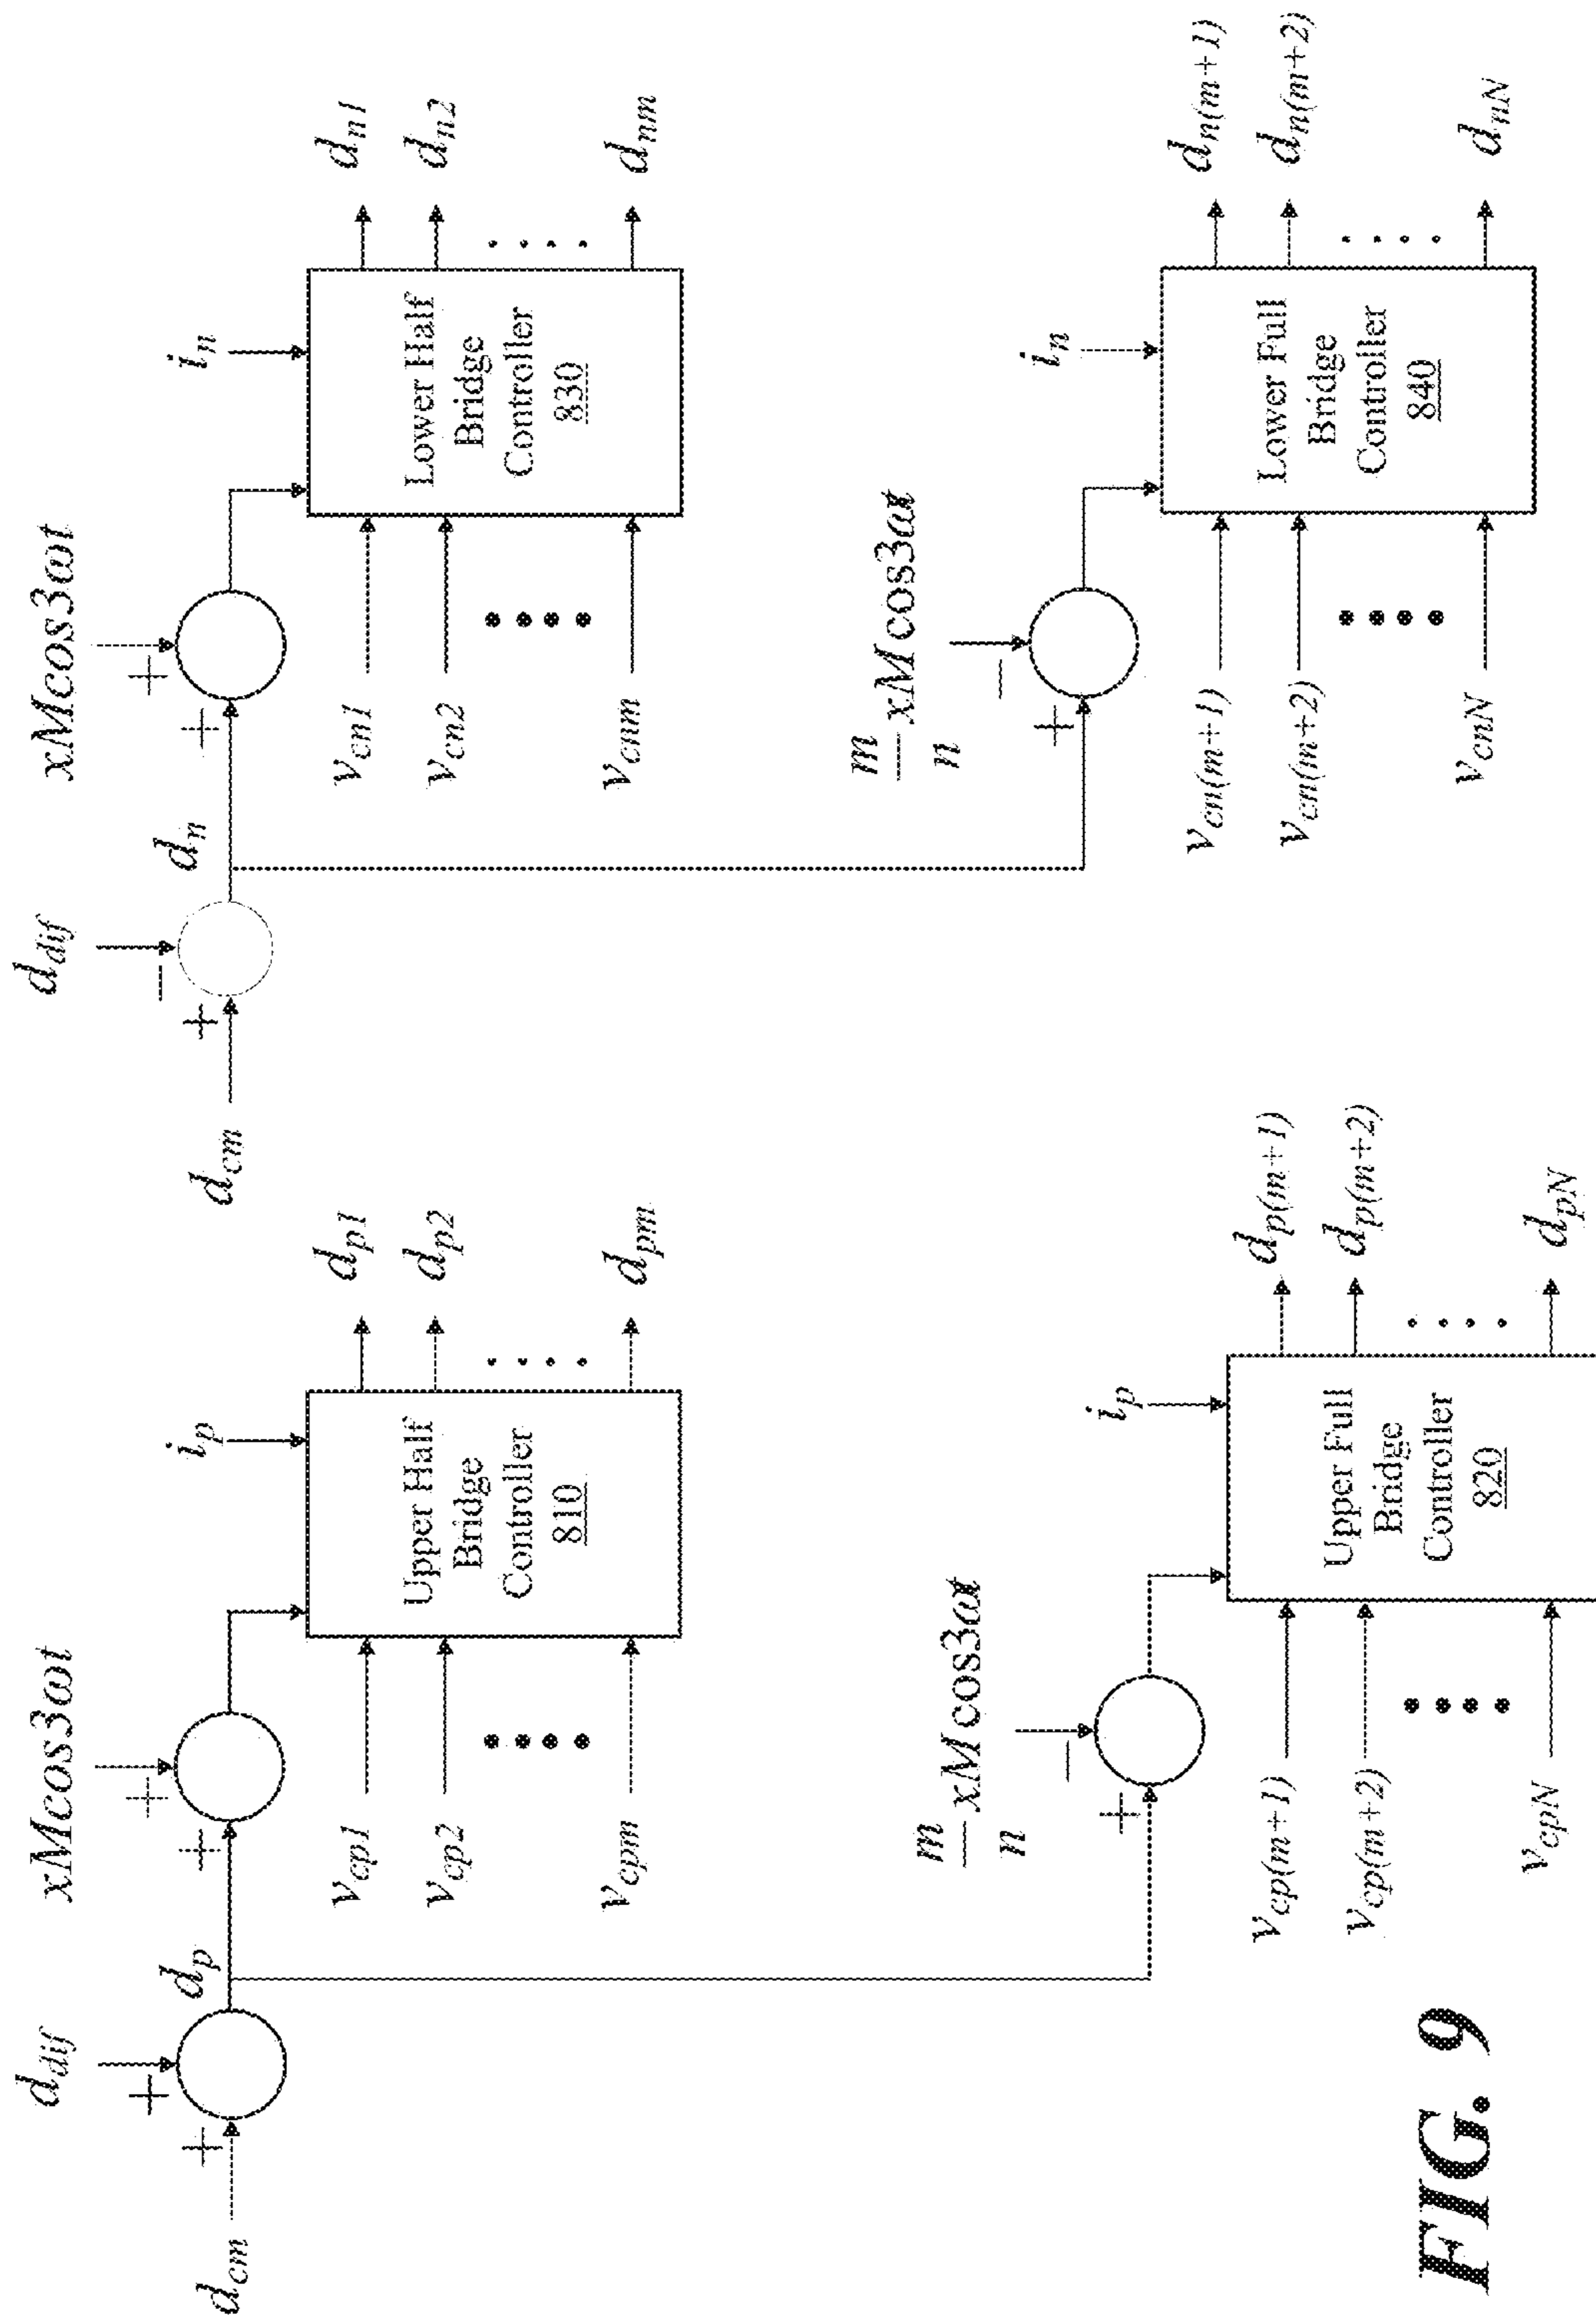 d_dif
xMcos3ωt
d_cm
+
+
d_p
+
+
i_p
v_cp1
v_cp2
v_cpm
Upper Half
Bridge
Controller
810
d_p1
d_p2
d_pm
m/n xMcos3ωt
+
−
i_p
v_cp(m+1)
v_cp(m+2)
v_cpN
Upper Full
Bridge
Controller
820
d_p(m+1)
d_p(m+2)
d_pN
d_dif
xMcos3ωt
d_cm
+
−
d_n
+
+
i_n
v_cn1
v_cn2
v_cnm
Lower Half
Bridge
Controller
830
d_n1
d_n2
d_nm
m/n xMcos3ωt
+
−
i_n
v_cn(m+1)
v_cn(m+2)
v_cnN
Lower Full
Bridge
Controller
840
d_n(m+1)
d_n(m+2)
d_nN
FIG. 9